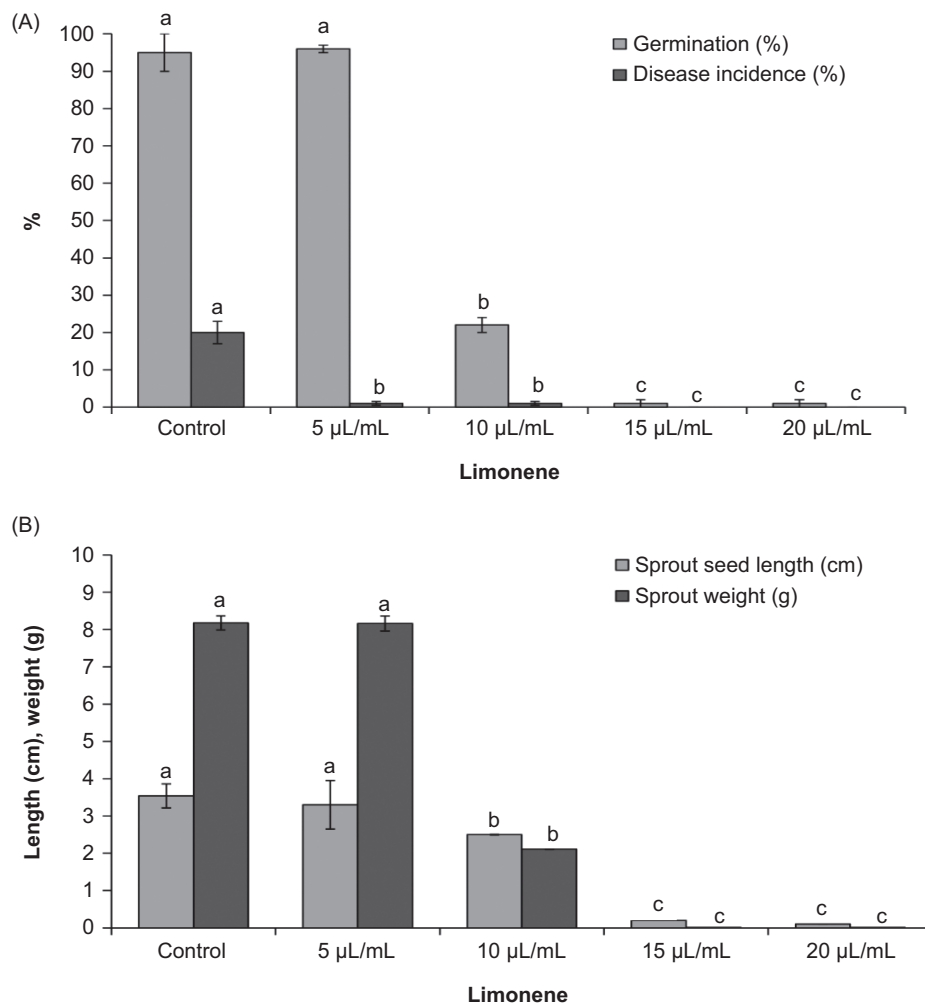 (A)
a
a
Germination (%)
Disease incidence (%)
100
90
80
70
60
50
40
30
20
10
0
%
a
b
b
b
c
c
c
c
Control
5 µL/mL
10 µL/mL
15 µL/mL
20 µL/mL
Limonene
(B)
Sprout seed length (cm)
Sprout weight (g)
10
9
8
7
6
5
4
3
2
1
0
Length (cm), weight (g)
a
a
a
a
b
b
c
c
c
c
Control
5 µL/mL
10 µL/mL
15 µL/mL
20 µL/mL
Limonene